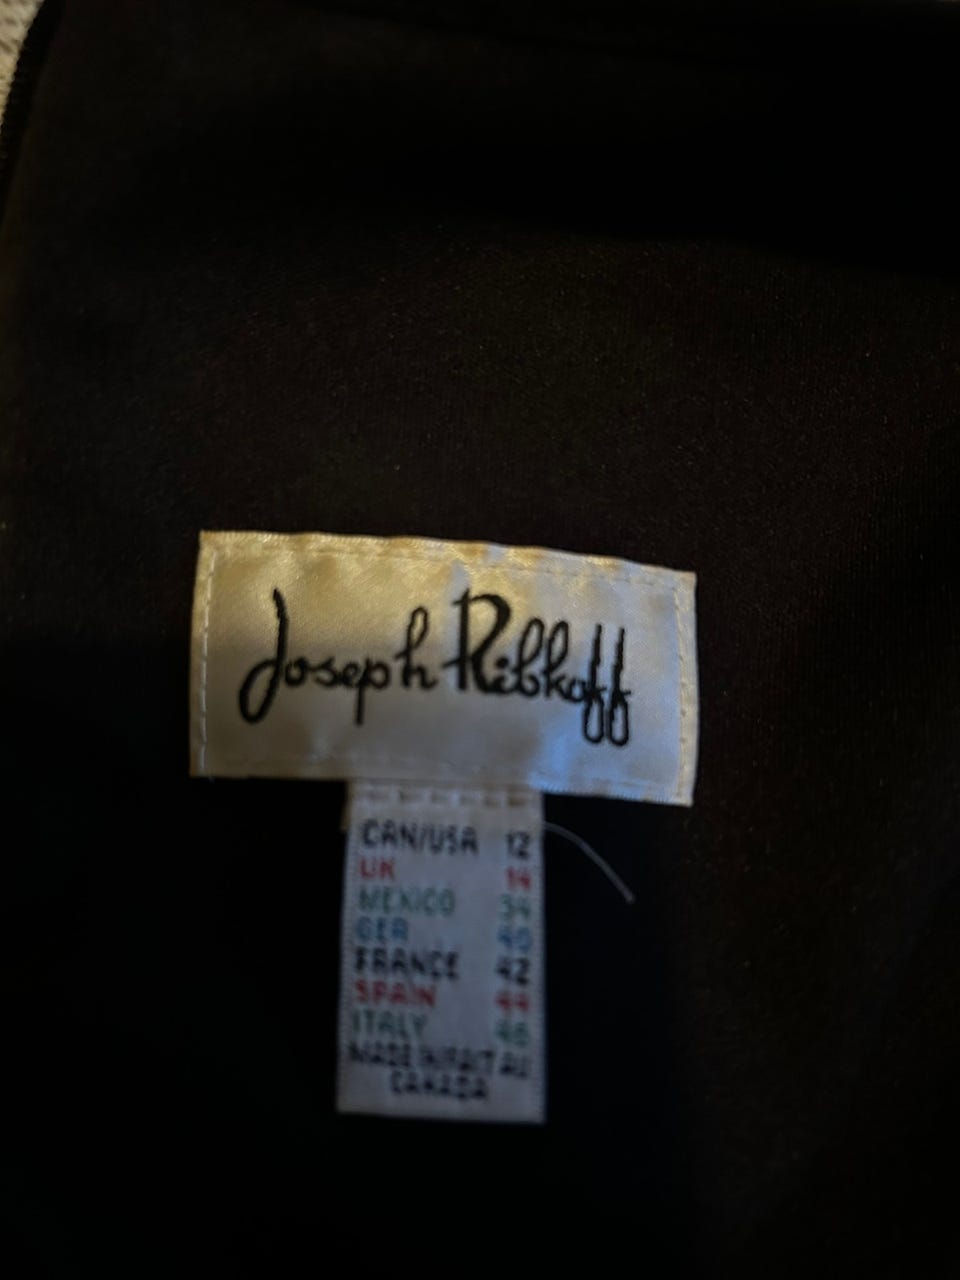 Joseph Ribkoff
CAN/USA 12
UK 14
MEXICO 34
GER 40
FRANCE 42
SPAIN 44
ITALY 46
MADE IN/FAIT AU
CANADA